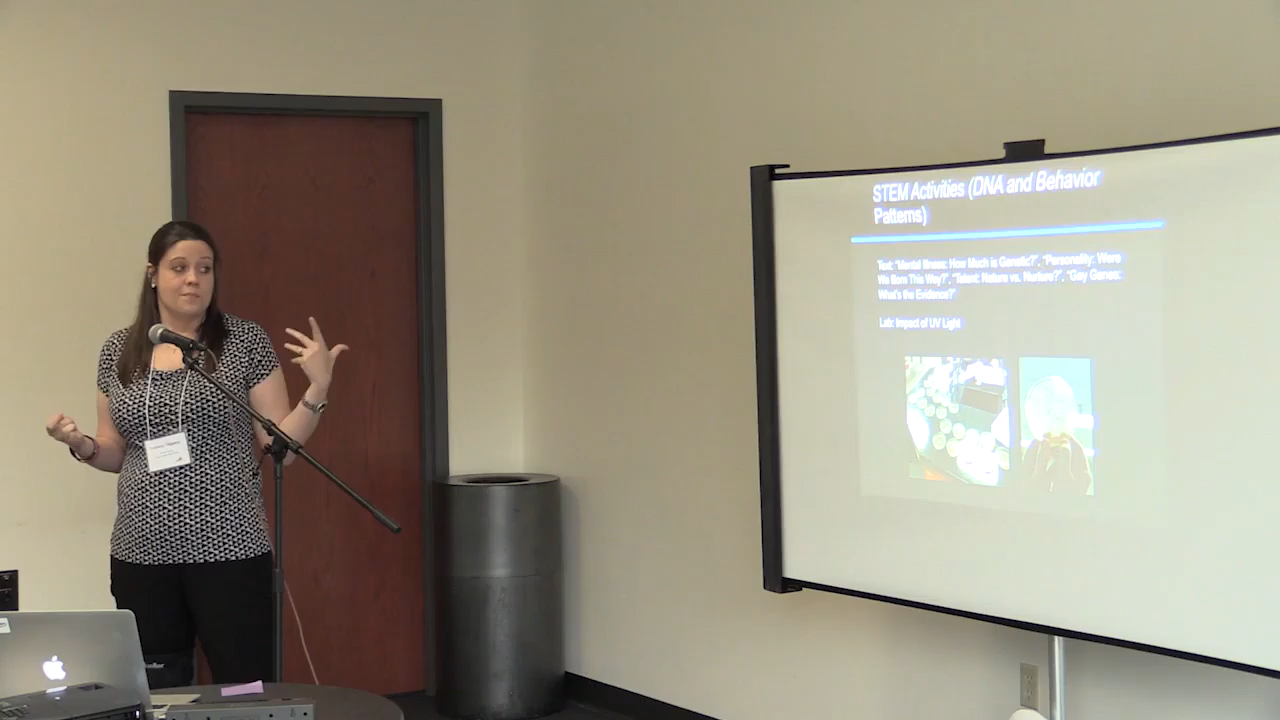 STEM Activities (DNA and Behavior
Patterns)
Text: "Mental Illness: How Much is Genetic?", "Personality: Were
We Born This Way?", "Talent: Nature vs. Nurture?", "Gay Genes:
What's the Evidence?"
Lab: Impact of UV Light